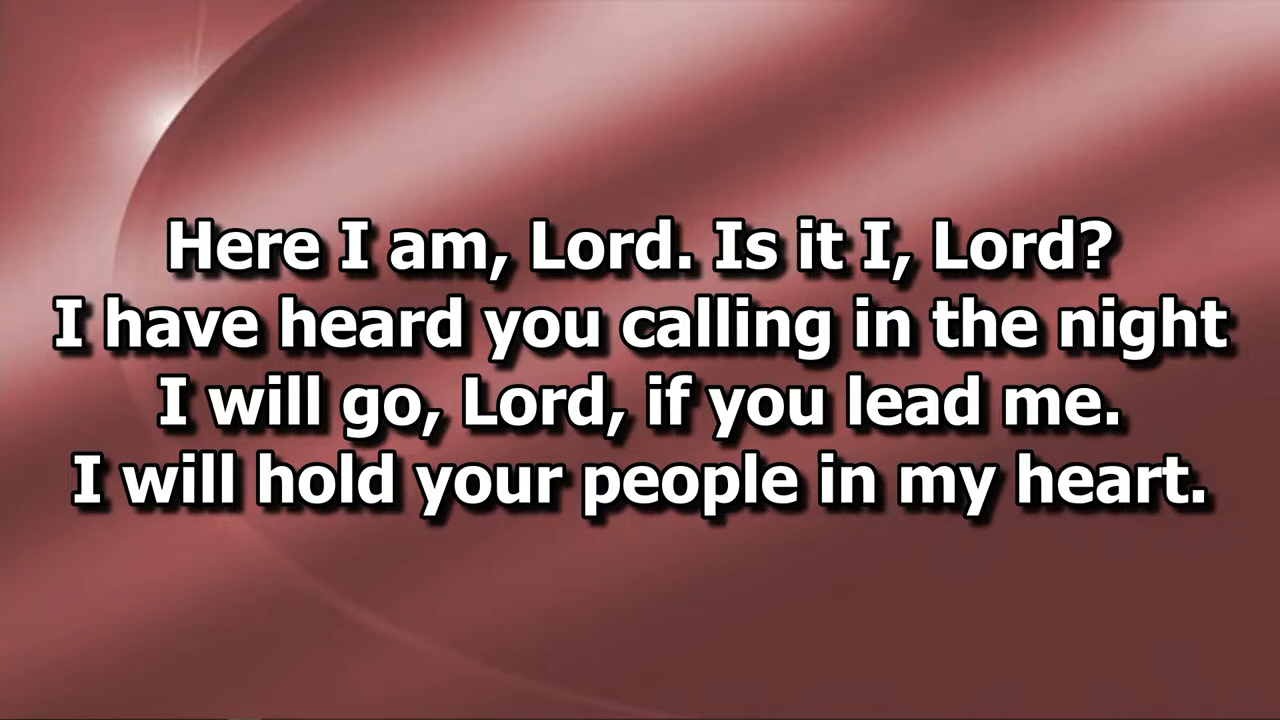 Here I am, Lord. Is it I, Lord?
I have heard you calling in the night
I will go, Lord, if you lead me.
I will hold your people in my heart.